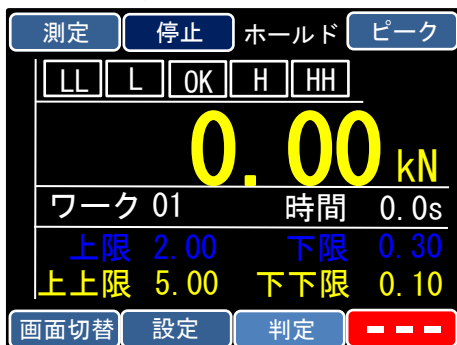 測定 停止 ホールド ピーク
LL L OK H HH
0.00 kN
ワーク 01 時間 0.0s
上限 2.00 下限 0.30
上上限 5.00 下下限 0.10
画面切替 設定 判定 ---